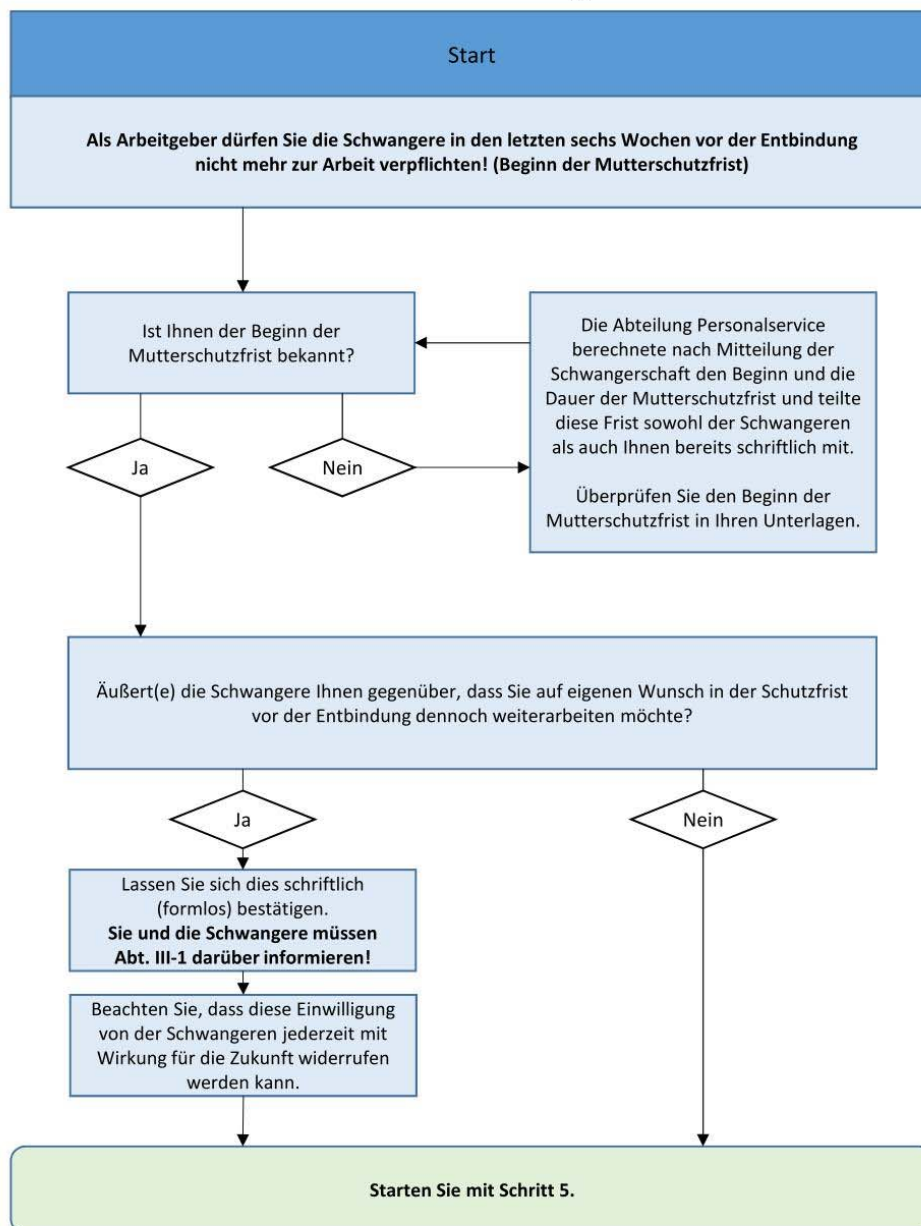 Start
Als Arbeitgeber dürfen Sie die Schwangere in den letzten sechs Wochen vor der Entbindung
nicht mehr zur Arbeit verpflichten! (Beginn der Mutterschutzfrist)
Ist Ihnen der Beginn der
Mutterschutzfrist bekannt?
Die Abteilung Personalservice
berechnete nach Mitteilung der
Schwangerschaft den Beginn und die
Dauer der Mutterschutzfrist und teilte
diese Frist sowohl der Schwangeren
als auch Ihnen bereits schriftlich mit.
Überprüfen Sie den Beginn der
Mutterschutzfrist in Ihren Unterlagen.
Ja
Nein
Äußert(e) die Schwangere Ihnen gegenüber, dass Sie auf eigenen Wunsch in der Schutzfrist
vor der Entbindung dennoch weiterarbeiten möchte?
Ja
Nein
Lassen Sie sich dies schriftlich
(formlos) bestätigen.
Sie und die Schwangere müssen
Abt. III-1 darüber informieren!
Beachten Sie, dass diese Einwilligung
von der Schwangeren jederzeit mit
Wirkung für die Zukunft widerrufen
werden kann.
Starten Sie mit Schritt 5.